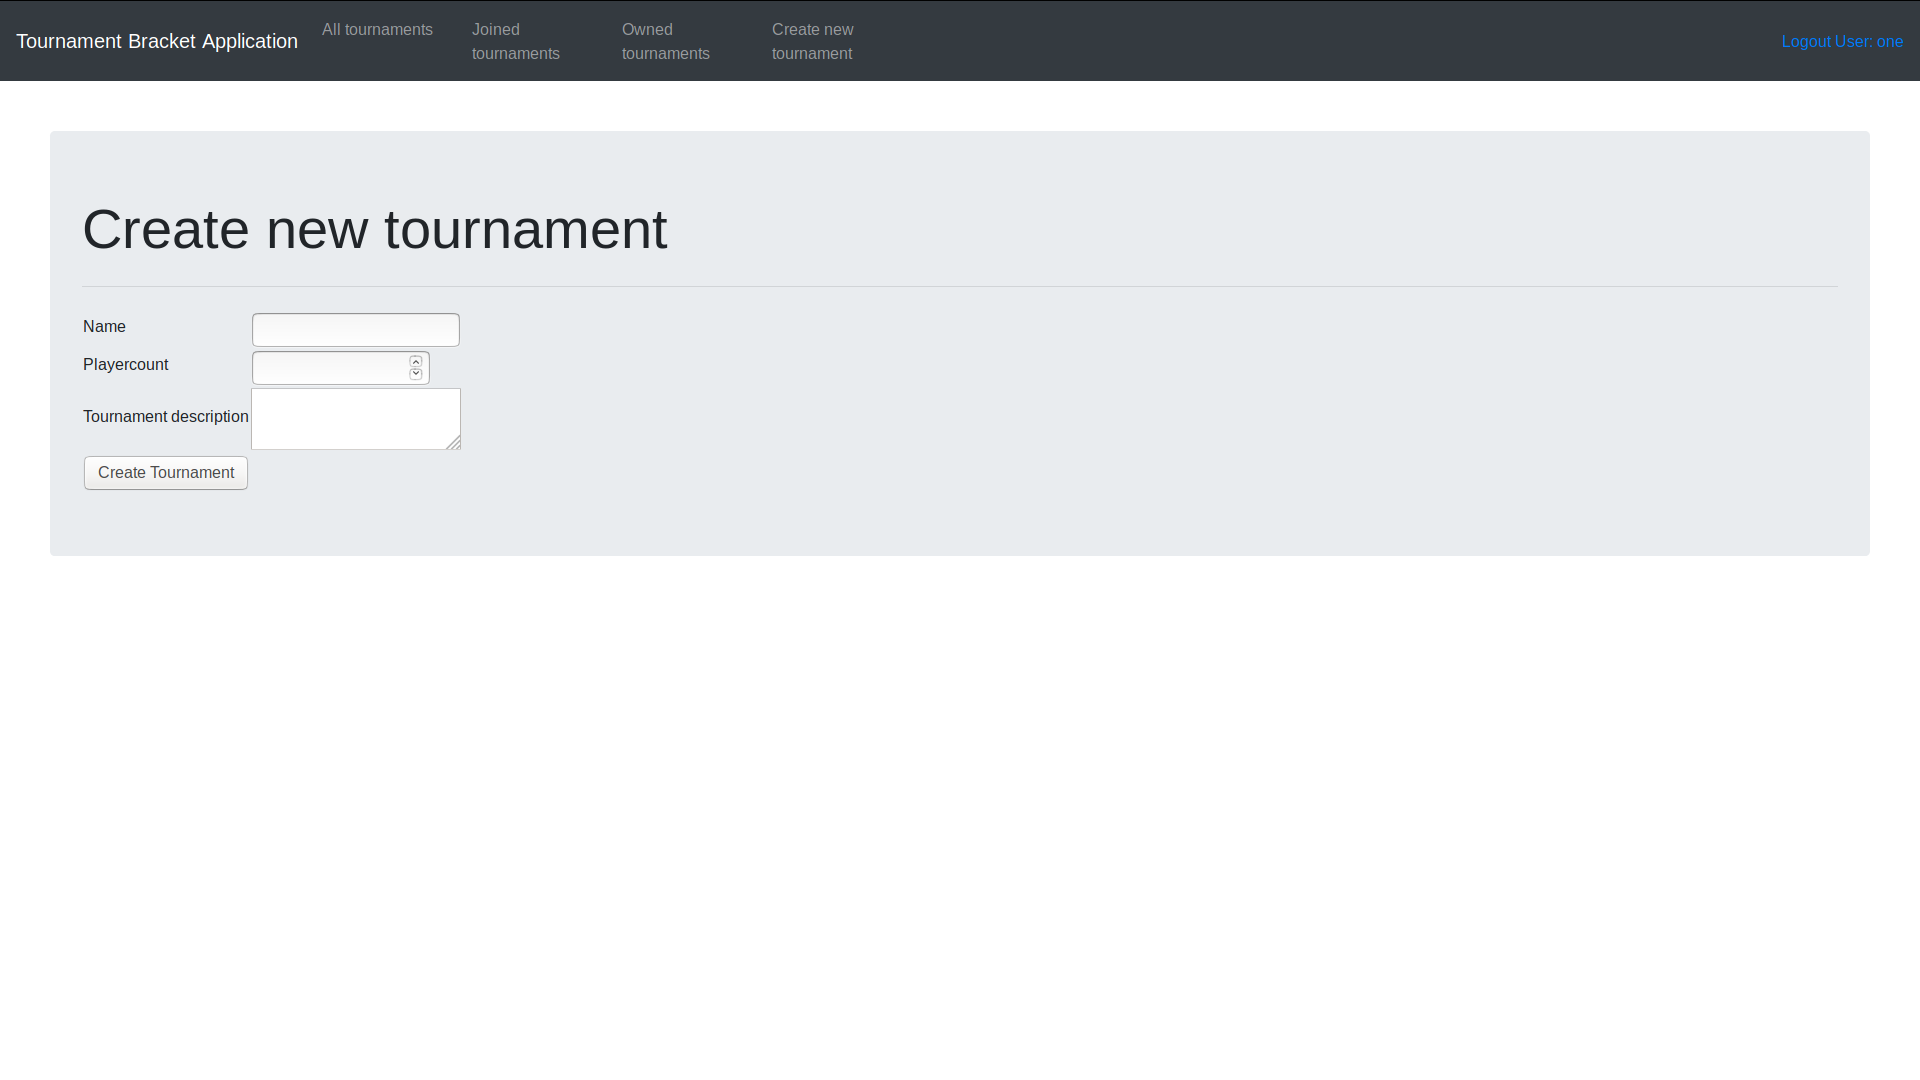 Tournament Bracket Application
All tournaments
Joined
tournaments
Owned
tournaments
Create new
tournament
Logout User: one
Create new tournament
Name
Playercount
Tournament description
Create Tournament